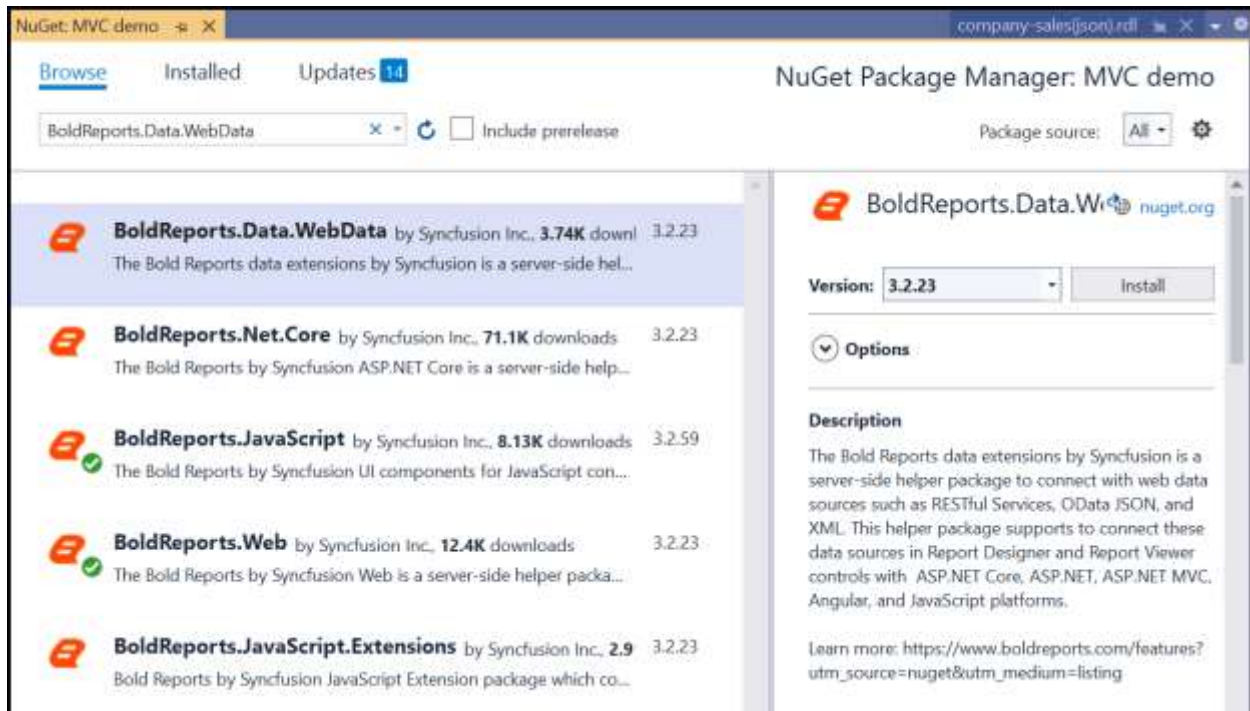 NuGet: MVC demo
company-sales(json).rdl
Browse Installed Updates 14
NuGet Package Manager: MVC demo
BoldReports.Data.WebData
Include prerelease
Package source: All
BoldReports.Data.WebData by Syncfusion Inc., 3.74K downl 3.2.23
The Bold Reports data extensions by Syncfusion is a server-side hel...
BoldReports.Net.Core by Syncfusion Inc., 71.1K downloads 3.2.23
The Bold Reports by Syncfusion ASP.NET Core is a server-side help...
BoldReports.JavaScript by Syncfusion Inc., 8.13K downloads 3.2.59
The Bold Reports by Syncfusion UI components for JavaScript con...
BoldReports.Web by Syncfusion Inc., 12.4K downloads 3.2.23
The Bold Reports by Syncfusion Web is a server-side helper packa...
BoldReports.JavaScript.Extensions by Syncfusion Inc., 2.9 3.2.23
Bold Reports by Syncfusion JavaScript Extension package which co...
BoldReports.Data.W nuget.org
Version: 3.2.23 Install
Options
Description
The Bold Reports data extensions by Syncfusion is a
server-side helper package to connect with web data
sources such as RESTful Services, OData JSON, and
XML. This helper package supports to connect these
data sources in Report Designer and Report Viewer
controls with ASP.NET Core, ASP.NET, ASP.NET MVC,
Angular, and JavaScript platforms.
Learn more: https://www.boldreports.com/features?
utm_source=nuget&utm_medium=listing